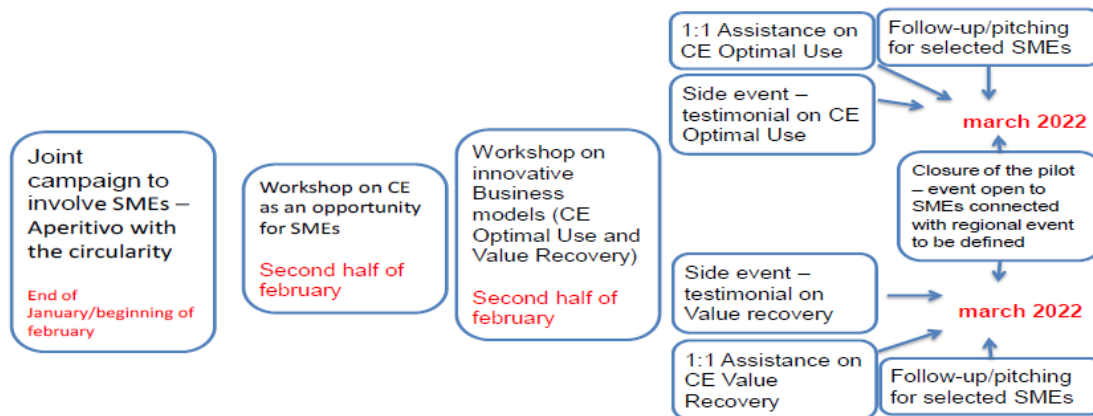 Joint
campaign to
involve SMEs –
Aperitivo with
the circularity
End of
January/beginning of
february
Workshop on CE
as an opportunity
for SMEs
Second half of
february
Workshop on
innovative
Business
models (CE
Optimal Use and
Value Recovery)
Second half of
february
1:1 Assistance on
CE Optimal Use
Follow-up/pitching
for selected SMEs
Side event –
testimonial on CE
Optimal Use
march 2022
Closure of the pilot
– event open to
SMEs connected
with regional event
to be defined
Side event –
testimonial on
Value recovery
march 2022
1:1 Assistance on
CE Value
Recovery
Follow-up/pitching
for selected SMEs